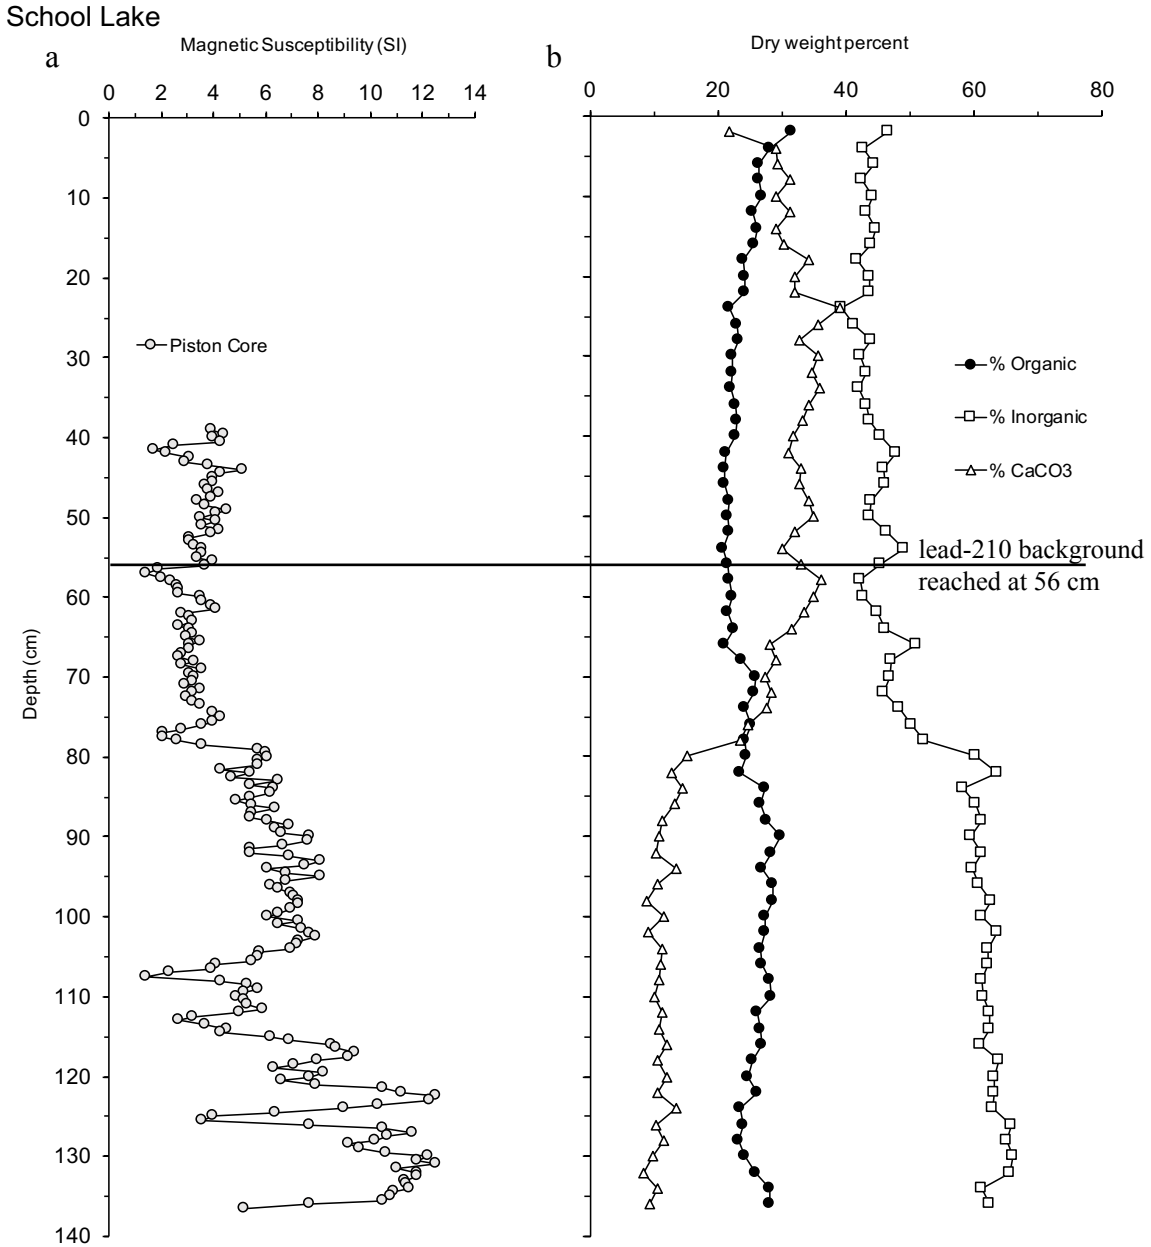 School Lake
a
Magnetic Susceptibility (SI)
0 2 4 6 8 10 12 14
0
10
20
30
40
50
60
70
80
90
100
110
120
130
140
Depth (cm)
Piston Core
b
Dry weight percent
0 20 40 60 80
% Organic
% Inorganic
% CaCO3
lead-210 background
reached at 56 cm